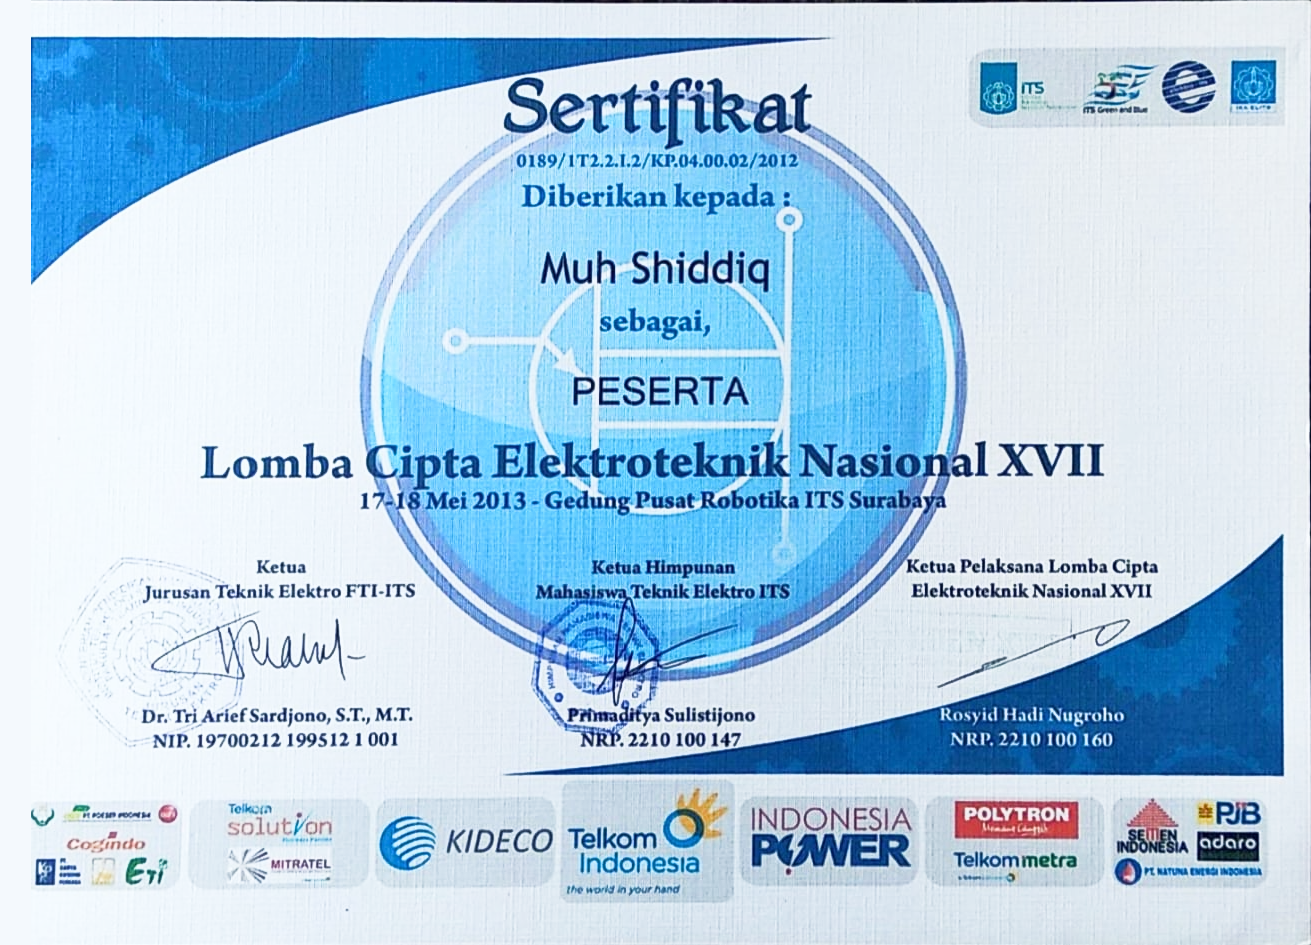 Sertifikat
0189/1T2.2.I.2/KP.04.00.02/2012
Diberikan kepada :
Muh Shiddiq
sebagai,
PESERTA
Lomba Cipta Elektroteknik Nasional XVII
17-18 Mei 2013 - Gedung Pusat Robotika ITS Surabaya
ITS
ITS Green and Blue
IKA ELITS
Ketua
Jurusan Teknik Elektro FTI-ITS
Dr. Tri Arief Sardjono, S.T., M.T.
NIP. 19700212 199512 1 001
Ketua Himpunan
Mahasiswa Teknik Elektro ITS
Primaditya Sulistijono
NRP. 2210 100 147
Ketua Pelaksana Lomba Cipta
Elektroteknik Nasional XVII
Rosyid Hadi Nugroho
NRP. 2210 100 160
Cogindo
Telkom
solution
MITRATEL
KIDECO
Telkom
Indonesia
the world in your hand
INDONESIA
POWER
POLYTRON
Telkommetra
SEMEN
INDONESIA
PJB
adaro
PT. NATUNA ENERGI INDONESIA